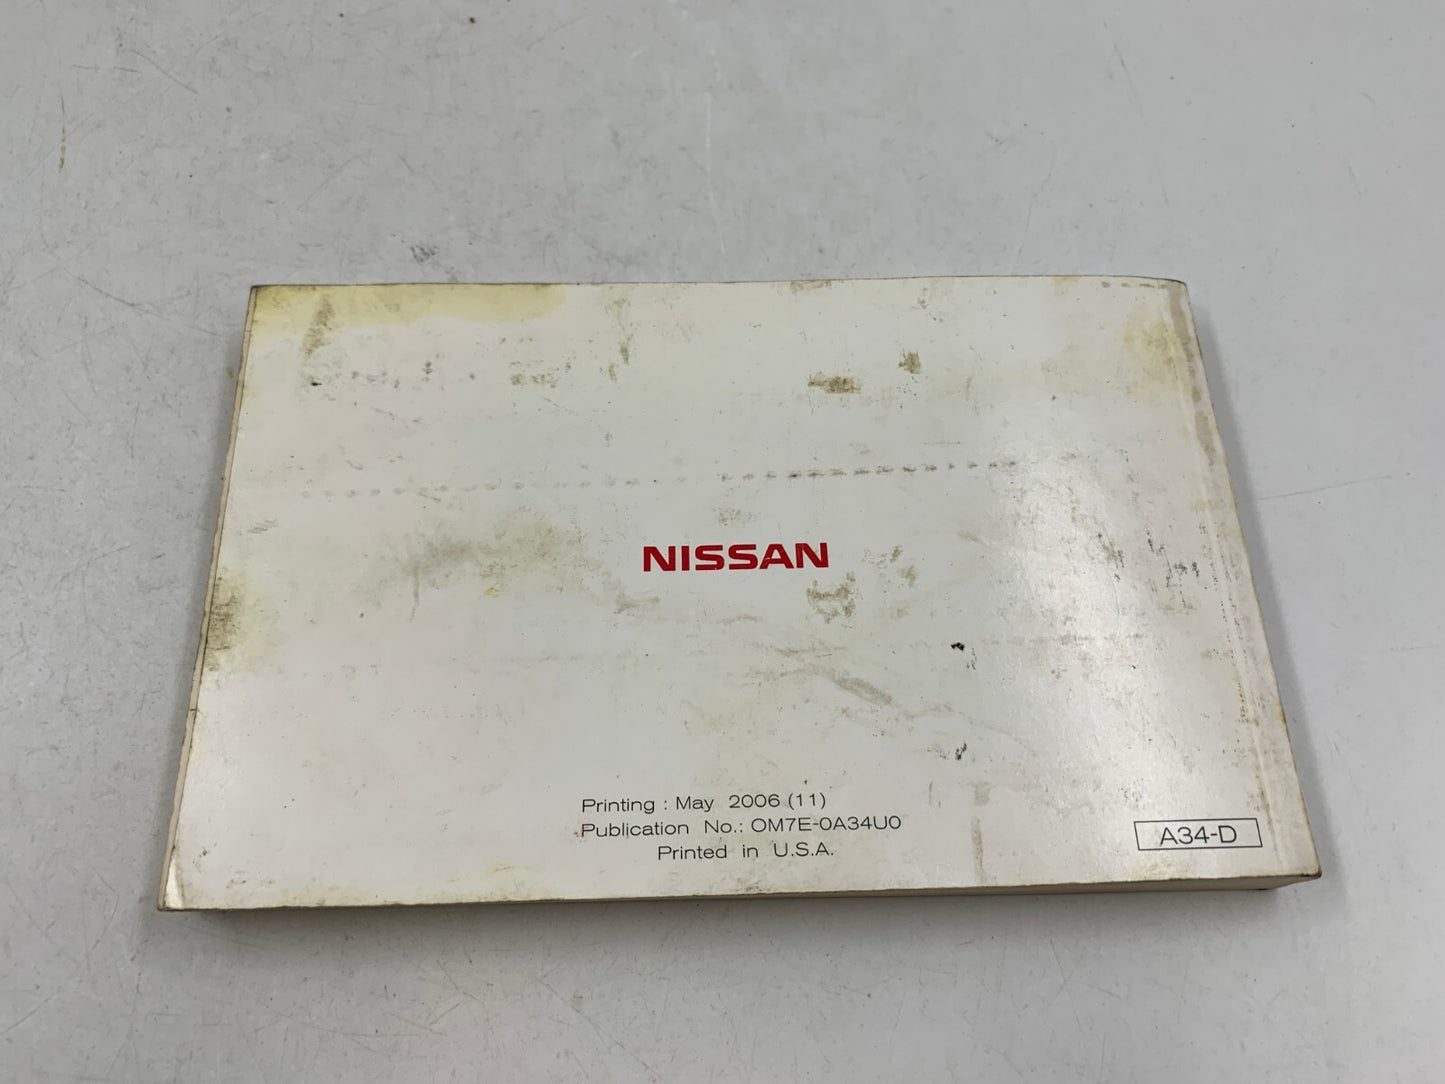 NISSAN
Printing : May 2006 (11)
Publication No.: OM7E-0A34U0
Printed in U.S.A.
A34-D